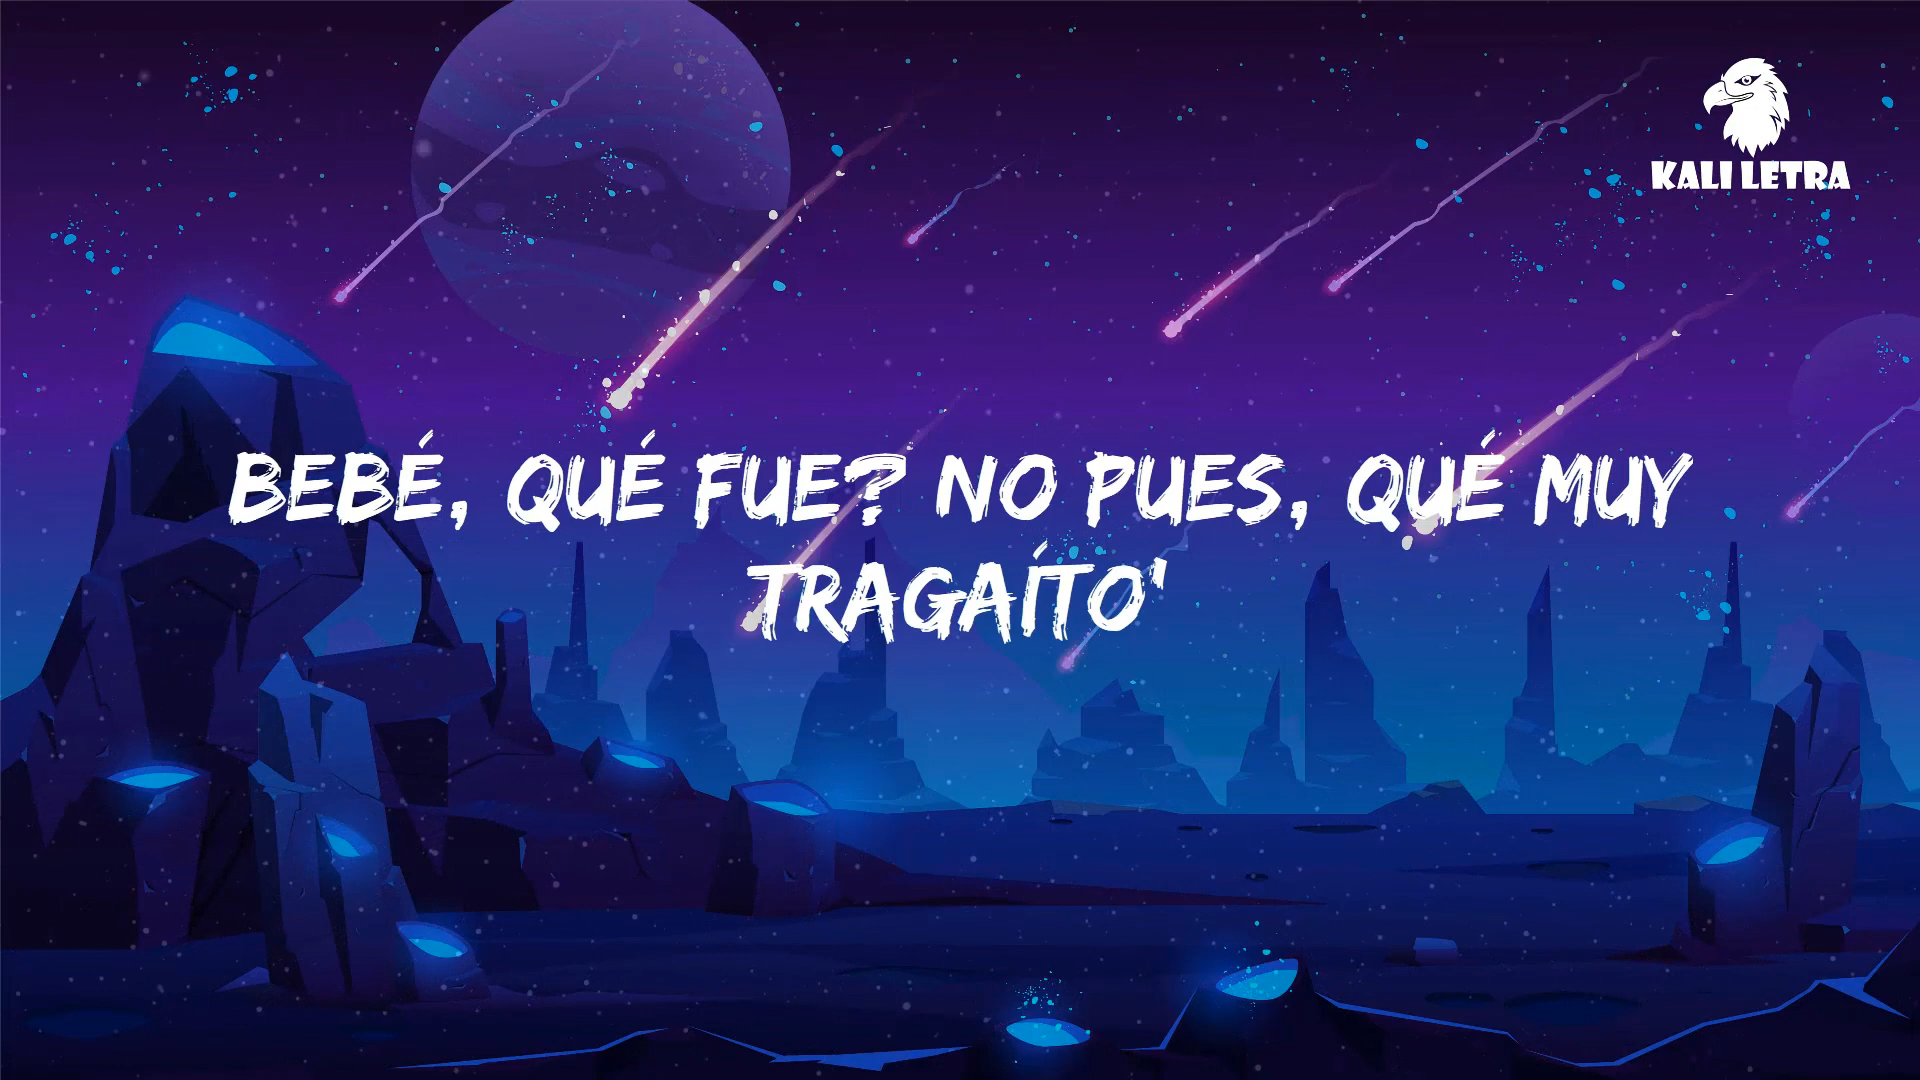 KALI LETRA
BEBÉ, QUÉ FUE? NO PUES, QUÉ MUY
TRAGAÍTO'